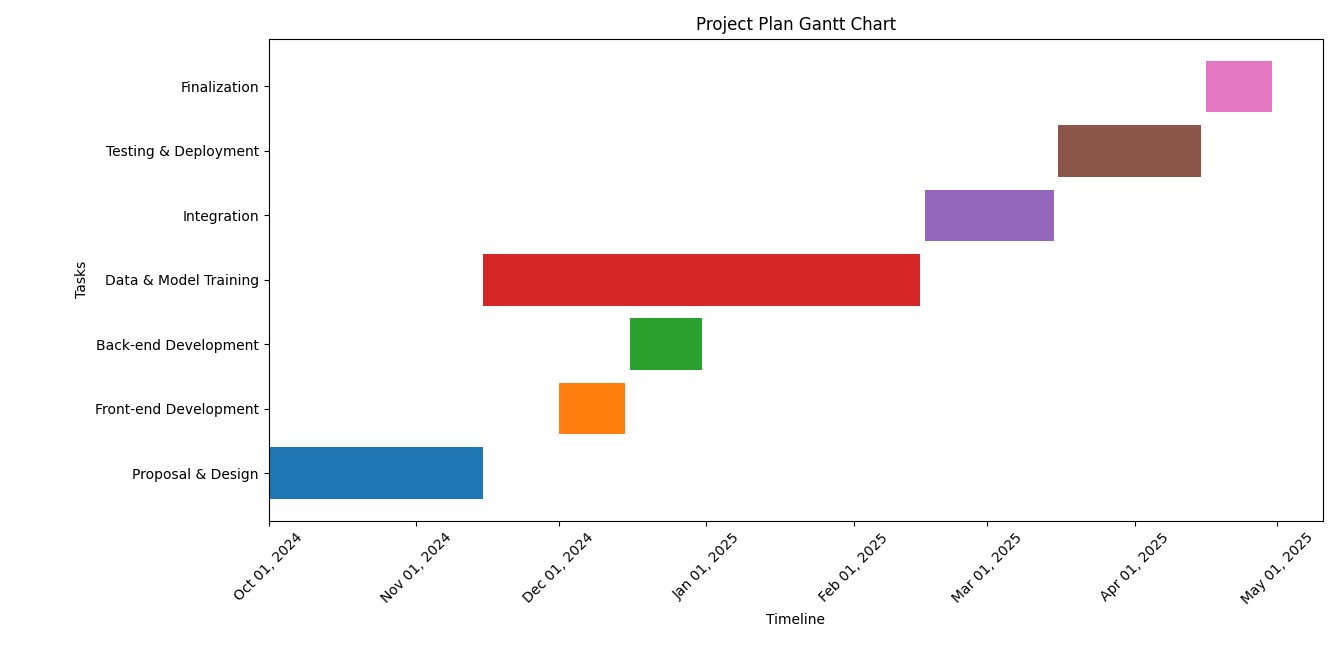 Project Plan Gantt Chart
Finalization
Testing & Deployment
Integration
Data & Model Training
Back-end Development
Front-end Development
Proposal & Design
Tasks
Oct 01, 2024
Nov 01, 2024
Dec 01, 2024
Jan 01, 2025
Feb 01, 2025
Mar 01, 2025
Apr 01, 2025
May 01, 2025
Timeline